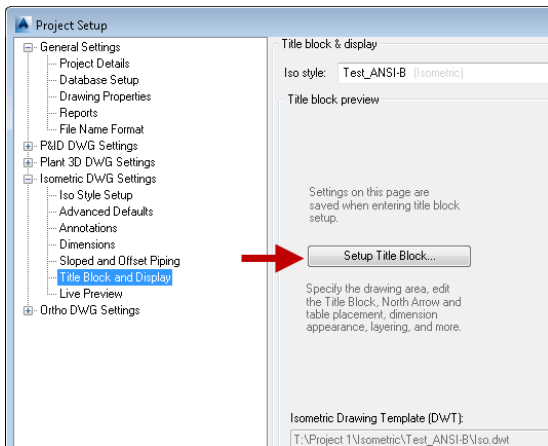 Project Setup
General Settings
Project Details
Database Setup
Drawing Properties
Reports
File Name Format
P&ID DWG Settings
Plant 3D DWG Settings
Isometric DWG Settings
Iso Style Setup
Advanced Defaults
Annotations
Dimensions
Sloped and Offset Piping
Title Block and Display
Live Preview
Ortho DWG Settings
Title block & display
Iso style: Test_ANSI-B (Isometric)
Title block preview
Settings on this page are
saved when entering title block
setup.
Setup Title Block...
Specify the drawing area, edit
the Title Block, North Arrow and
table placement, dimension
appearance, layering, and more.
Isometric Drawing Template (DWT):
T:\Project 1\Isometric\Test_ANSI-B\Iso.dwt